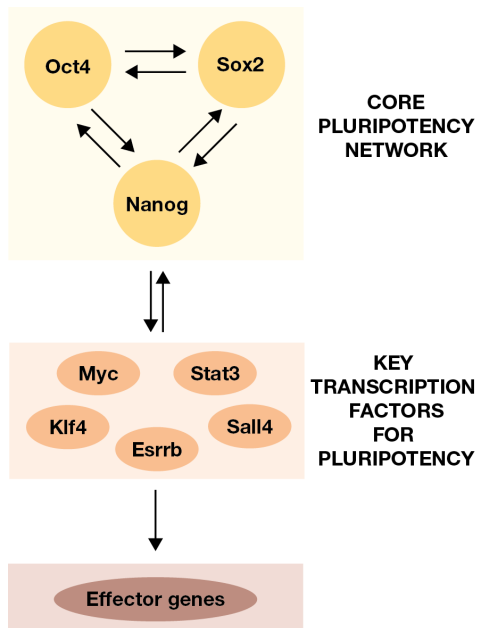 Oct4
Sox2
Nanog
CORE
PLURIPOTENCY
NETWORK
Myc
Stat3
Klf4
Sall4
Esrrb
KEY
TRANSCRIPTION
FACTORS
FOR
PLURIPOTENCY
Effector genes